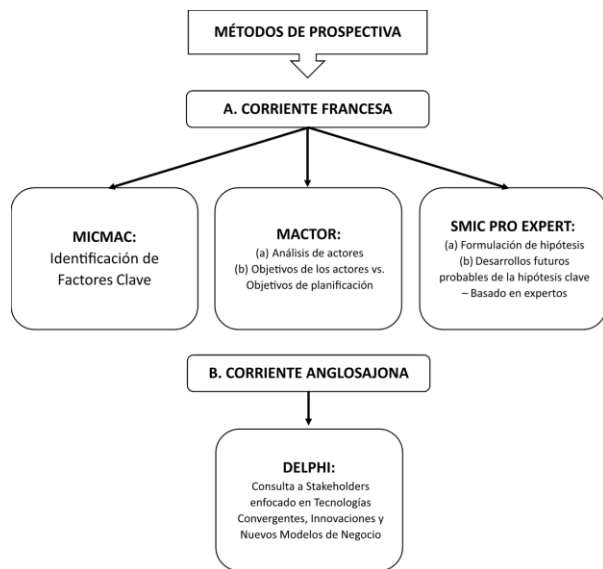 MÉTODOS DE PROSPECTIVA
A. CORRIENTE FRANCESA
MICMAC:
Identificación de
Factores Clave
MACTOR:
(a) Análisis de actores
(b) Objetivos de los actores vs.
Objetivos de planificación
SMIC PRO EXPERT:
(a) Formulación de hipótesis
(b) Desarrollos futuros
probables de la hipótesis clave
– Basado en expertos
B. CORRIENTE ANGLOSAJONA
DELPHI:
Consulta a Stakeholders
enfocado en Tecnologías
Convergentes, Innovaciones y
Nuevos Modelos de Negocio